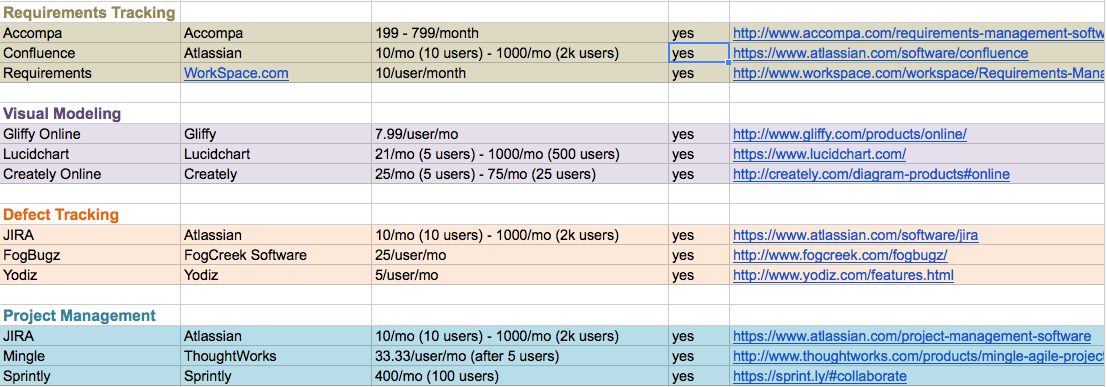 Requirements Tracking
Accompa Accompa 199 - 799/month yes http://www.accompa.com/requirements-management-softw
Confluence Atlassian 10/mo (10 users) - 1000/mo (2k users) yes https://www.atlassian.com/software/confluence
Requirements WorkSpace.com 10/user/month yes http://www.workspace.com/workspace/Requirements-Mana
Visual Modeling
Gliffy Online Gliffy 7.99/user/mo yes http://www.gliffy.com/products/online/
Lucidchart Lucidchart 21/mo (5 users) - 1000/mo (500 users) yes https://www.lucidchart.com/
Creately Online Creately 25/mo (5 users) - 75/mo (25 users) yes http://creately.com/diagram-products#online
Defect Tracking
JIRA Atlassian 10/mo (10 users) - 1000/mo (2k users) yes https://www.atlassian.com/software/jira
FogBugz FogCreek Software 25/user/mo yes http://www.fogcreek.com/fogbugz/
Yodiz Yodiz 5/user/mo yes http://www.yodiz.com/features.html
Project Management
JIRA Atlassian 10/mo (10 users) - 1000/mo (2k users) yes https://www.atlassian.com/project-management-software
Mingle ThoughtWorks 33.33/user/mo (after 5 users) yes http://www.thoughtworks.com/products/mingle-agile-project
Sprintly Sprintly 400/mo (100 users) yes https://sprint.ly/#collaborate